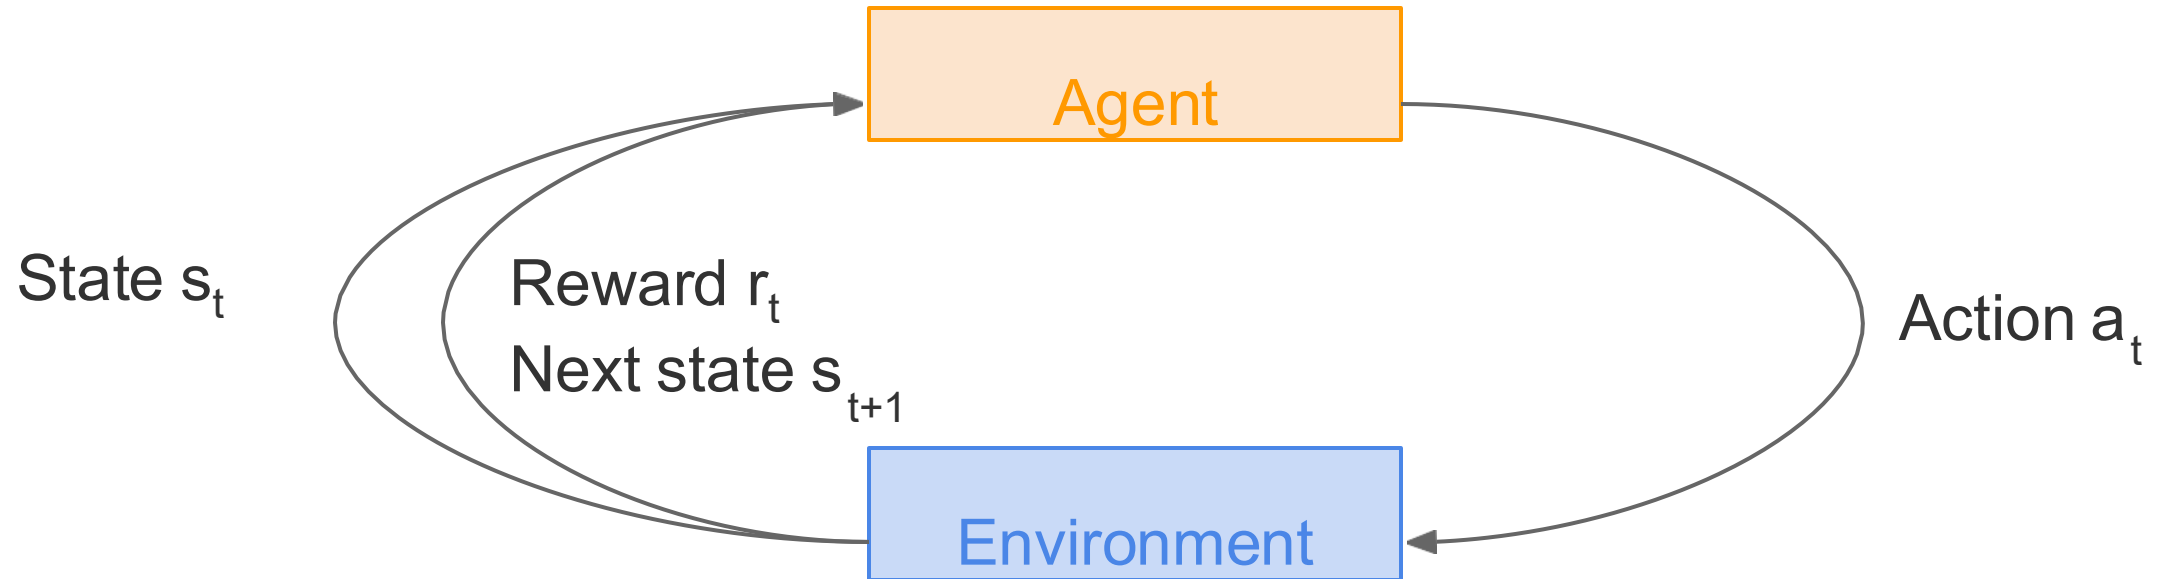 Agent
State sₜ
Reward rₜ
Next state sₜ₊₁
Action aₜ
Environment